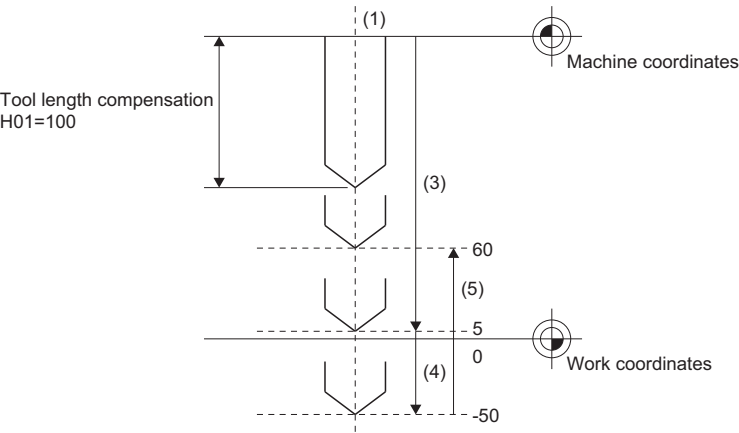 (1)
Machine coordinates
Tool length compensation
H01=100
(3)
60
(5)
5
0
Work coordinates
(4)
-50